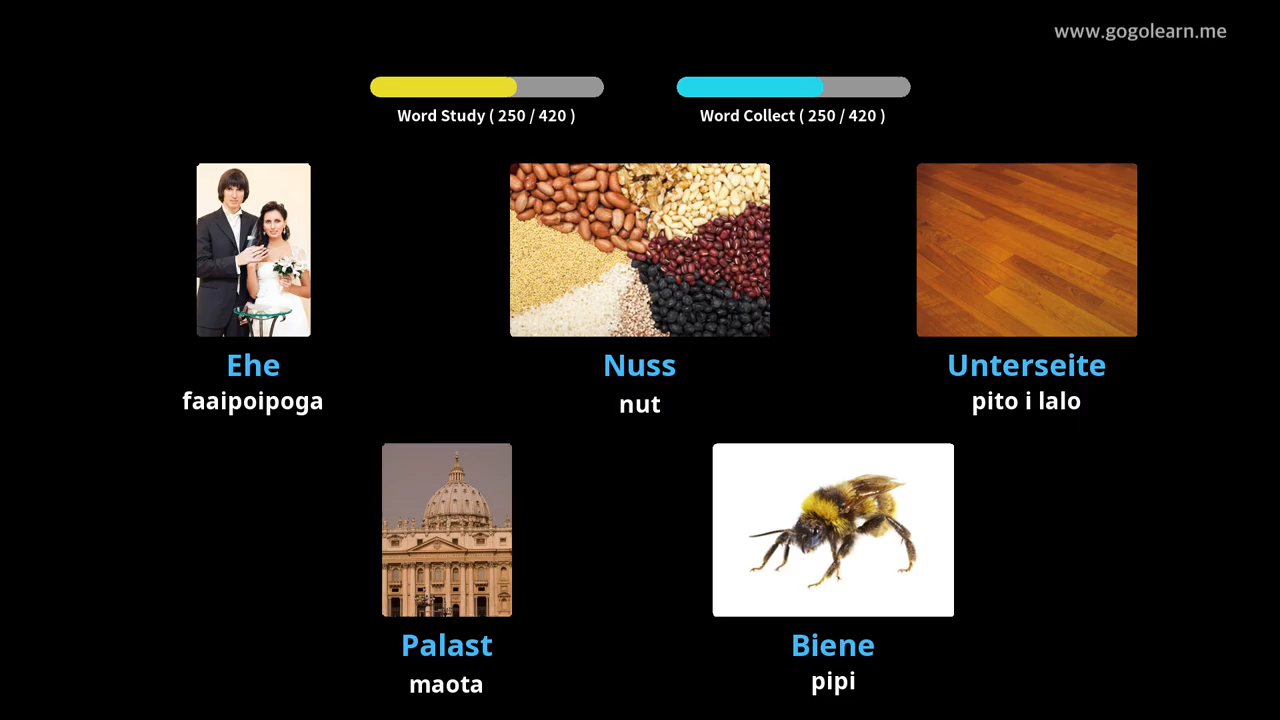 www.gogolearn.me
Word Study ( 250 / 420 )
Word Collect ( 250 / 420 )
Ehe
faaipoipoga
Nuss
nut
Unterseite
pito i lalo
Palast
maota
Biene
pipi